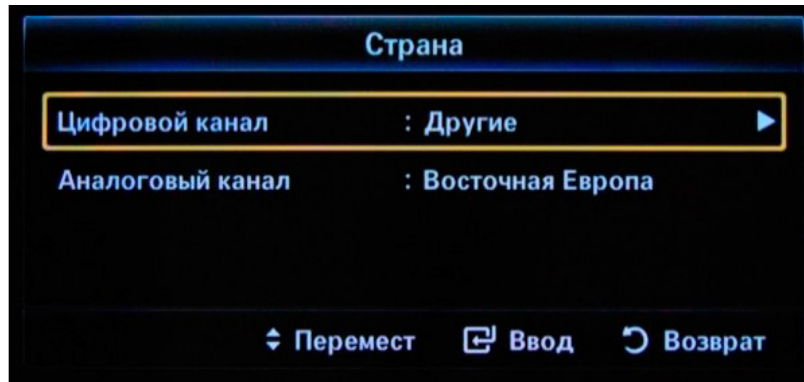 Страна
Цифровой канал : Другие
Аналоговый канал : Восточная Европа
Перемест Ввод Возврат